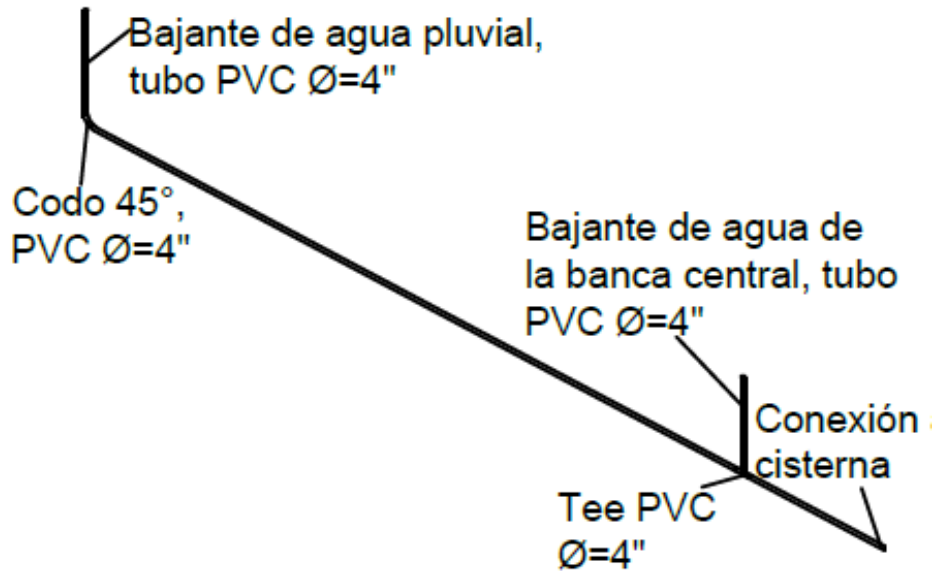 Bajante de agua pluvial,
tubo PVC Ø=4"
Codo 45°,
PVC Ø=4"
Bajante de agua de
la banca central, tubo
PVC Ø=4"
Conexión
cisterna
Tee PVC
Ø=4"